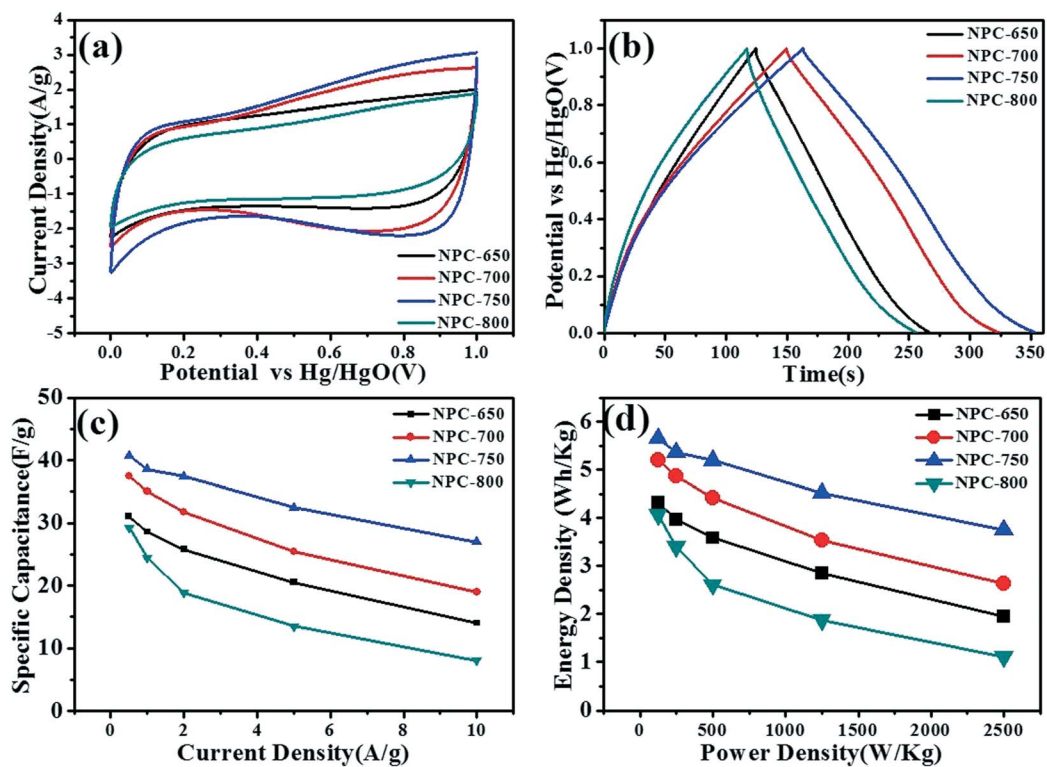 (a)
NPC-650
NPC-700
NPC-750
NPC-800
Current Density(A/g)
4
3
2
1
0
-1
-2
-3
-4
-5
0.0 0.2 0.4 0.6 0.8 1.0
Potential vs Hg/HgO(V)
(b)
NPC-650
NPC-700
NPC-750
NPC-800
Potential vs Hg/HgO(V)
1.0
0.8
0.6
0.4
0.2
0.0
0 50 100 150 200 250 300 350
Time(s)
(c)
NPC-650
NPC-700
NPC-750
NPC-800
Specific Capacitance(F/g)
50
40
30
20
10
0
0 2 4 6 8 10
Current Density(A/g)
(d)
NPC-650
NPC-700
NPC-750
NPC-800
Energy Density (Wh/Kg)
6
5
4
3
2
1
0
0 500 1000 1500 2000 2500
Power Density(W/Kg)